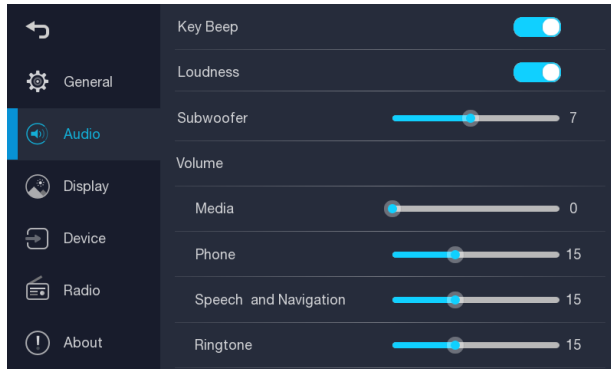 Key Beep
General
Loudness
Audio
Subwoofer 7
Volume
Display
Media 0
Device
Phone 15
Radio
Speech and Navigation 15
About
Ringtone 15